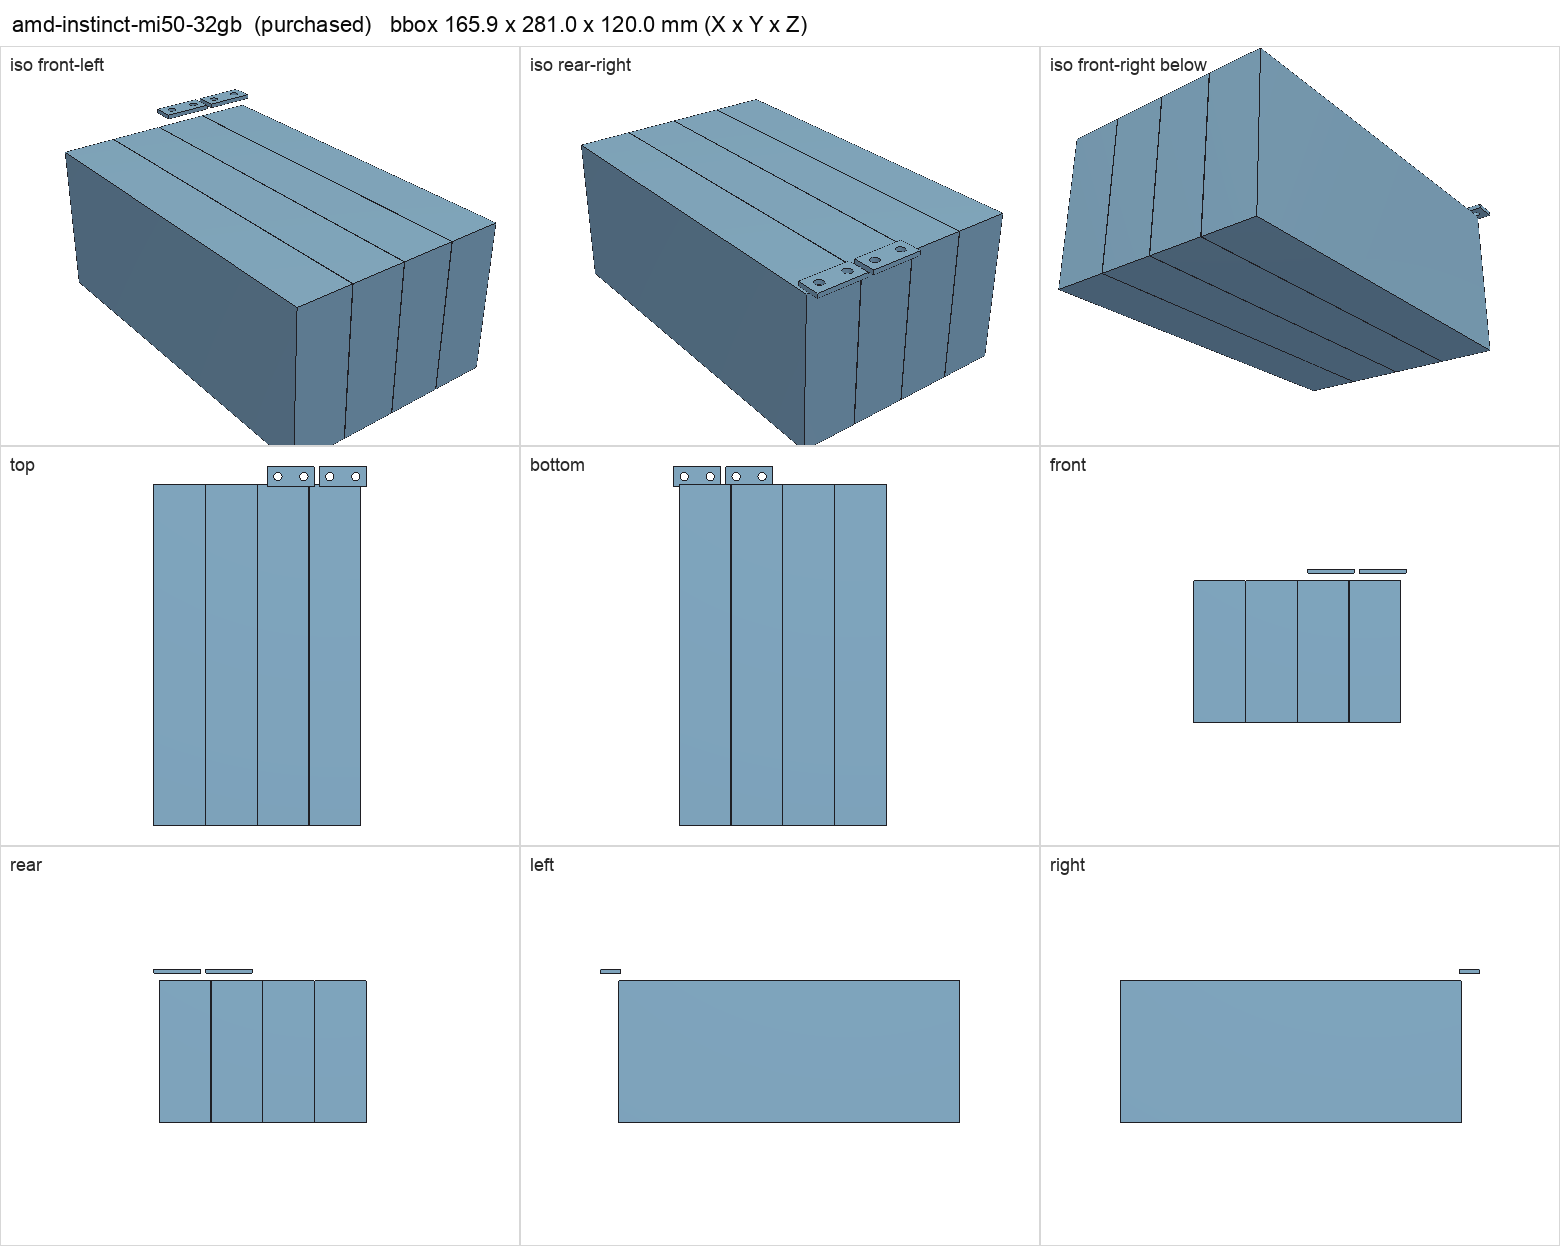 amd-instinct-mi50-32gb (purchased) bbox 165.9 x 281.0 x 120.0 mm (X x Y x Z)
iso front-left
iso rear-right
iso front-right below
top
bottom
front
rear
left
right